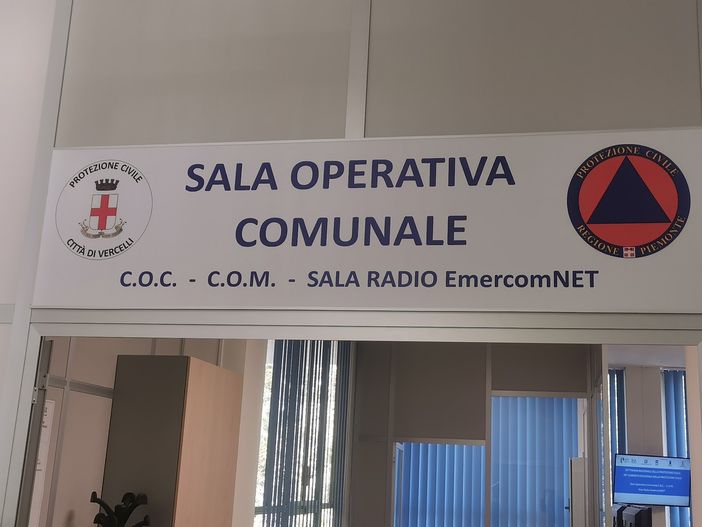 SALA OPERATIVA
COMUNALE
C.O.C. - C.O.M. - SALA RADIO EmercomNET
PROTEZIONE CIVILE
CITTÀ DI VERCELLI
PROTEZIONE CIVILE
REGIONE PIEMONTE